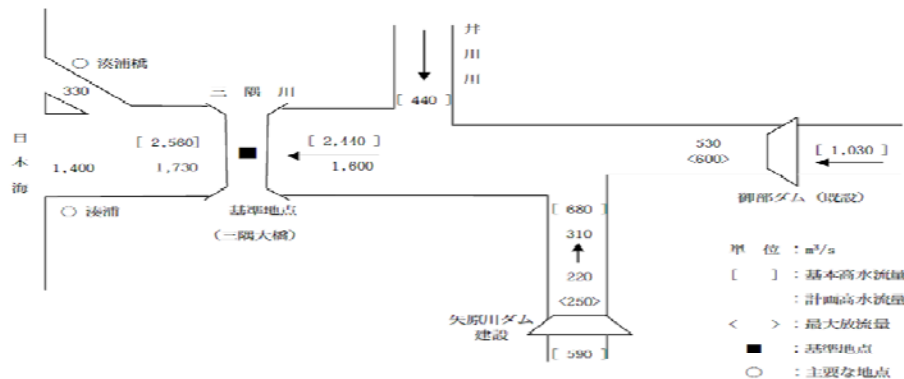 井川川
湊浦橋
330
三隅川
[ 440 ]
日本海
[ 2,560]
[ 2,440 ]
530
<600>
[ 1,030 ]
1,400
1,730
1,600
御部ダム (既設)
湊浦
基準地点
(三隅大橋)
[ 680 ]
310
220
<250>
矢原川ダム
建設
[ 590 ]
単 位 : m³/s
[ ] : 基本高水流量
: 計画高水流量
< > : 最大放流量
■ : 基準地点
○ : 主要な地点